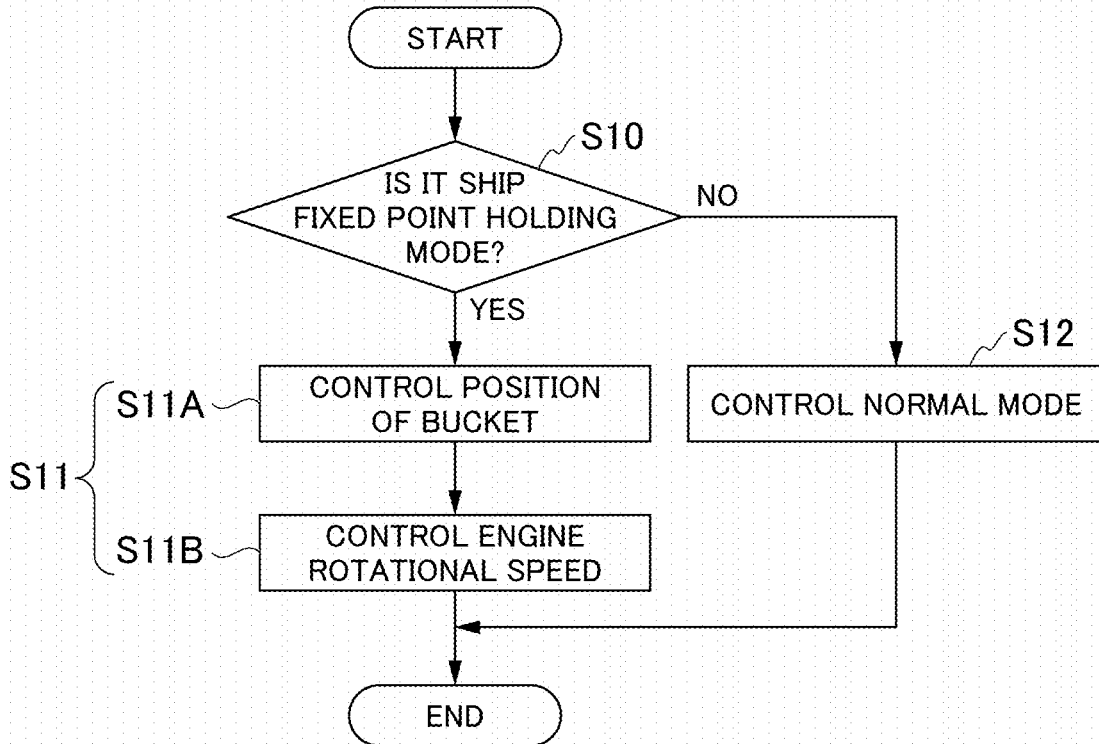 START
S10
IS IT SHIP
FIXED POINT HOLDING
MODE?
NO
YES
S12
S11A
CONTROL POSITION
OF BUCKET
CONTROL NORMAL MODE
S11
S11B
CONTROL ENGINE
ROTATIONAL SPEED
END